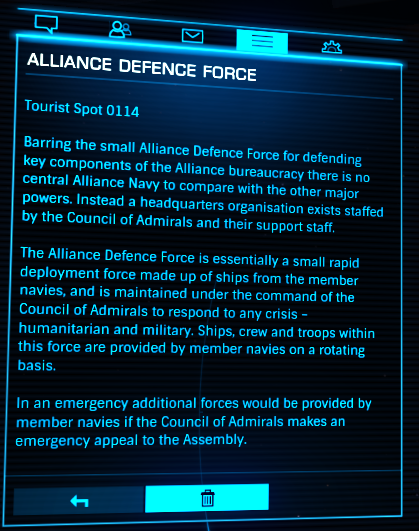 ALLIANCE DEFENCE FORCE
Tourist Spot 0114
Barring the small Alliance Defence Force for defending
key components of the Alliance bureaucracy there is no
central Alliance Navy to compare with the other major
powers. Instead a headquarters organisation exists staffed
by the Council of Admirals and their support staff.
The Alliance Defence Force is essentially a small rapid
deployment force made up of ships from the member
navies, and is maintained under the command of the
Council of Admirals to respond to any crisis –
humanitarian and military. Ships, crew and troops within
this force are provided by member navies on a rotating
basis.
In an emergency additional forces would be provided by
member navies if the Council of Admirals makes an
emergency appeal to the Assembly.